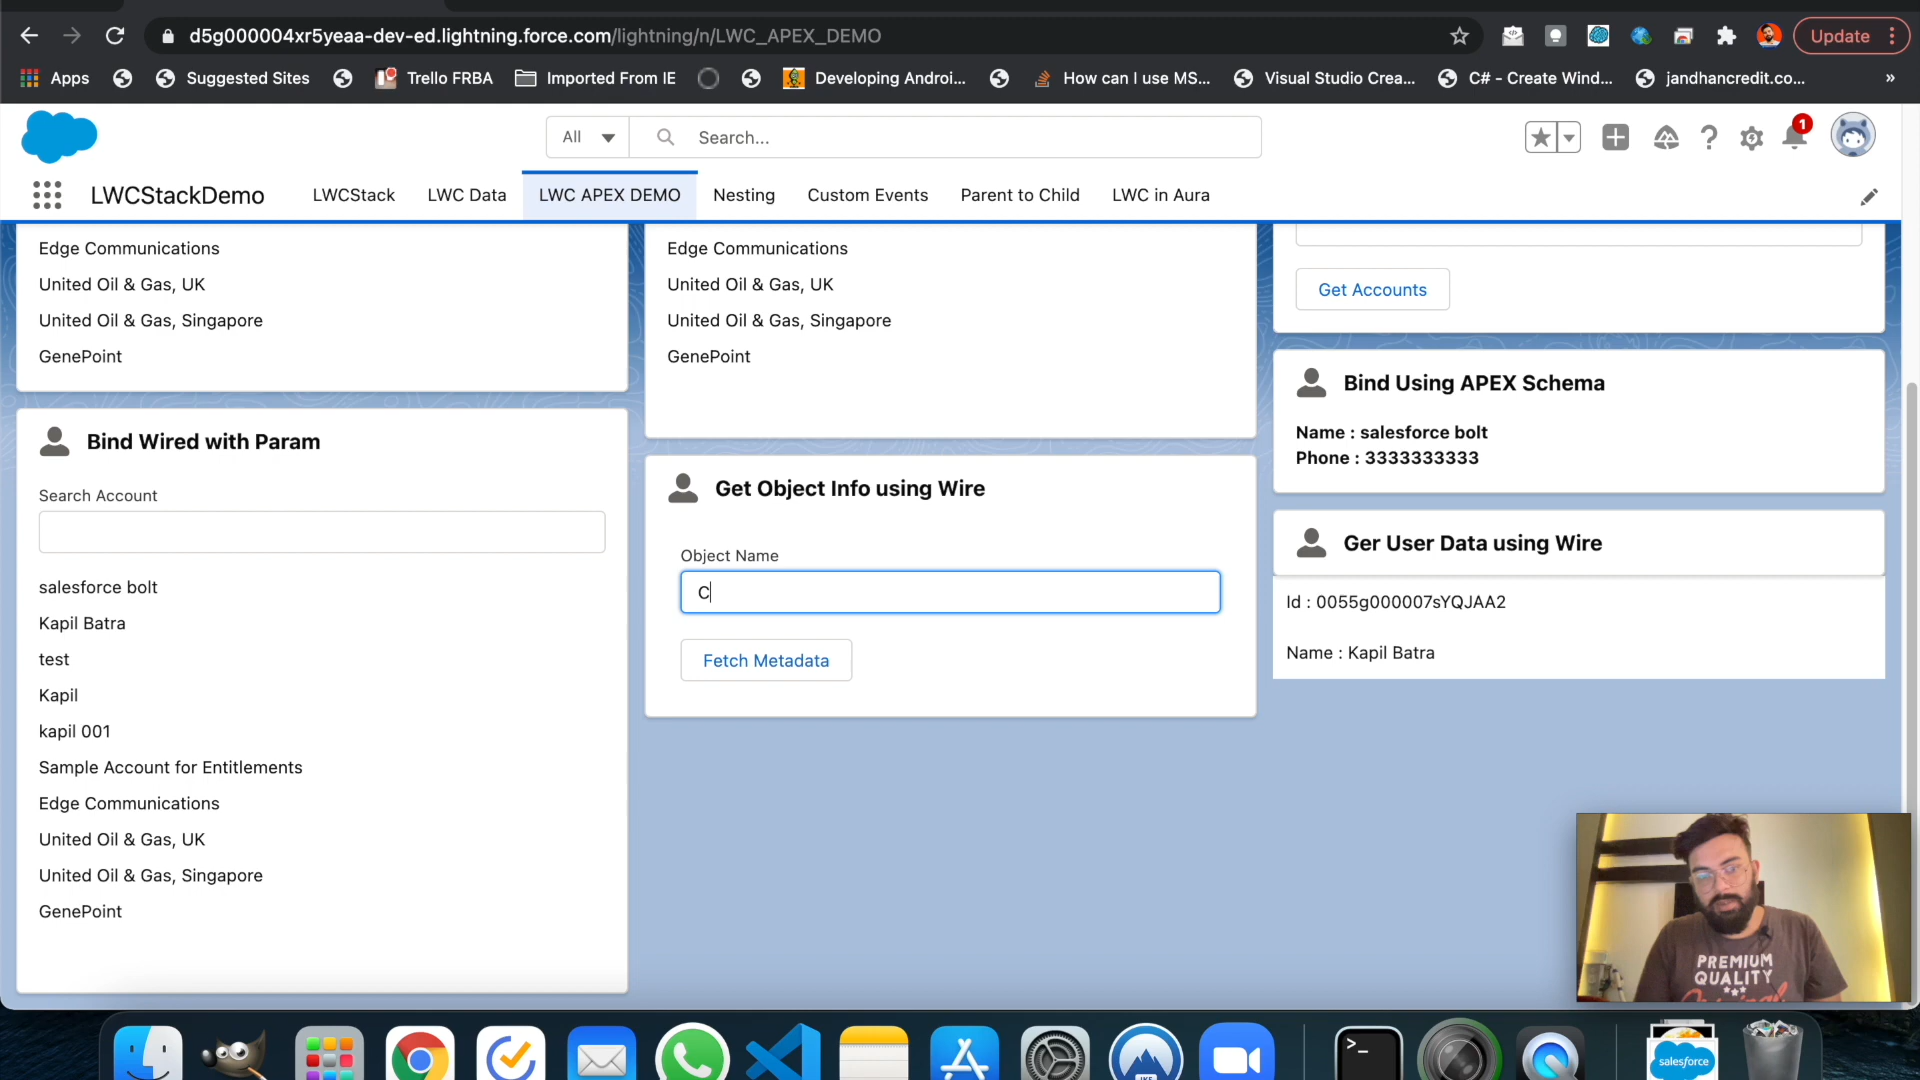 d5g000004xr5yeaa-dev-ed.lightning.force.com/lightning/n/LWC_APEX_DEMO
Update
Apps
Suggested Sites
Trello FRBA
Imported From IE
Developing Androi...
How can I use MS...
Visual Studio Crea...
C# - Create Wind...
jandhancredit.co...
»
All
Search...
1
LWCStackDemo
LWCStack
LWC Data
LWC APEX DEMO
Nesting
Custom Events
Parent to Child
LWC in Aura
Edge Communications
United Oil & Gas, UK
United Oil & Gas, Singapore
GenePoint
Bind Wired with Param
Search Account
salesforce bolt
Kapil Batra
test
Kapil
kapil 001
Sample Account for Entitlements
Edge Communications
United Oil & Gas, UK
United Oil & Gas, Singapore
GenePoint
Edge Communications
United Oil & Gas, UK
United Oil & Gas, Singapore
GenePoint
Get Object Info using Wire
Object Name
C
Fetch Metadata
Get Accounts
Bind Using APEX Schema
Name : salesforce bolt
Phone : 3333333333
Ger User Data using Wire
Id : 0055g000007sYQJAA2
Name : Kapil Batra
PREMIUM
QUALITY
>_
salesforce